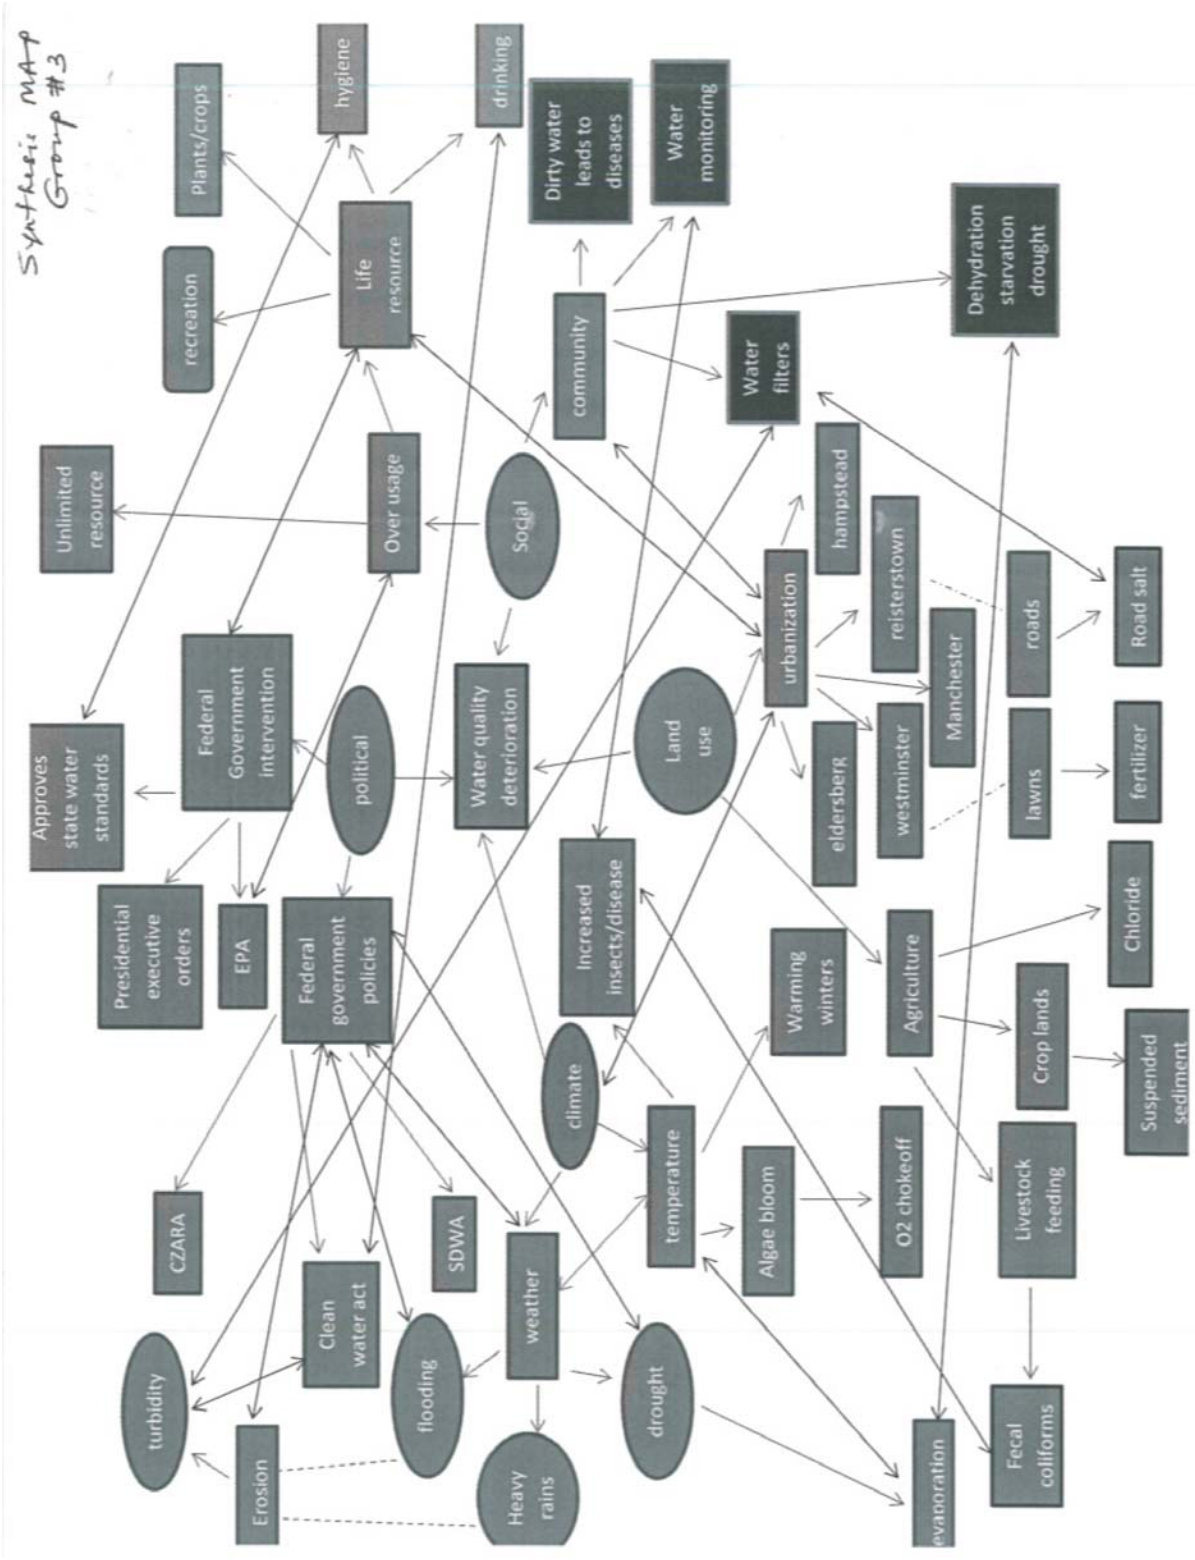 Synthesis MAP
Group #3
Approves
state water
standards
Unlimited
resource
Presidential
executive
orders
turbidity
CZARA
recreation
Plants/crops
EPA
Federal
Government
intervention
Erosion
Clean
water act
Federal
government
policies
political
Over usage
Life
resource
hygiene
flooding
SDWA
Water quality
deterioration
Social
drinking
Heavy
rains
weather
climate
Increased
insects/disease
community
Dirty water
leads to
diseases
drought
temperature
Land
use
Water
monitoring
Algae bloom
Warming
winters
urbanization
Water
filters
eldersberg
hampstead
O2 chokeoff
Agriculture
westminster
reisterstown
evaporation
Manchester
Dehydration
starvation
drought
Fecal
coliforms
Livestock
feeding
Crop lands
lawns
roads
Suspended
sediment
Chloride
fertilizer
Road salt